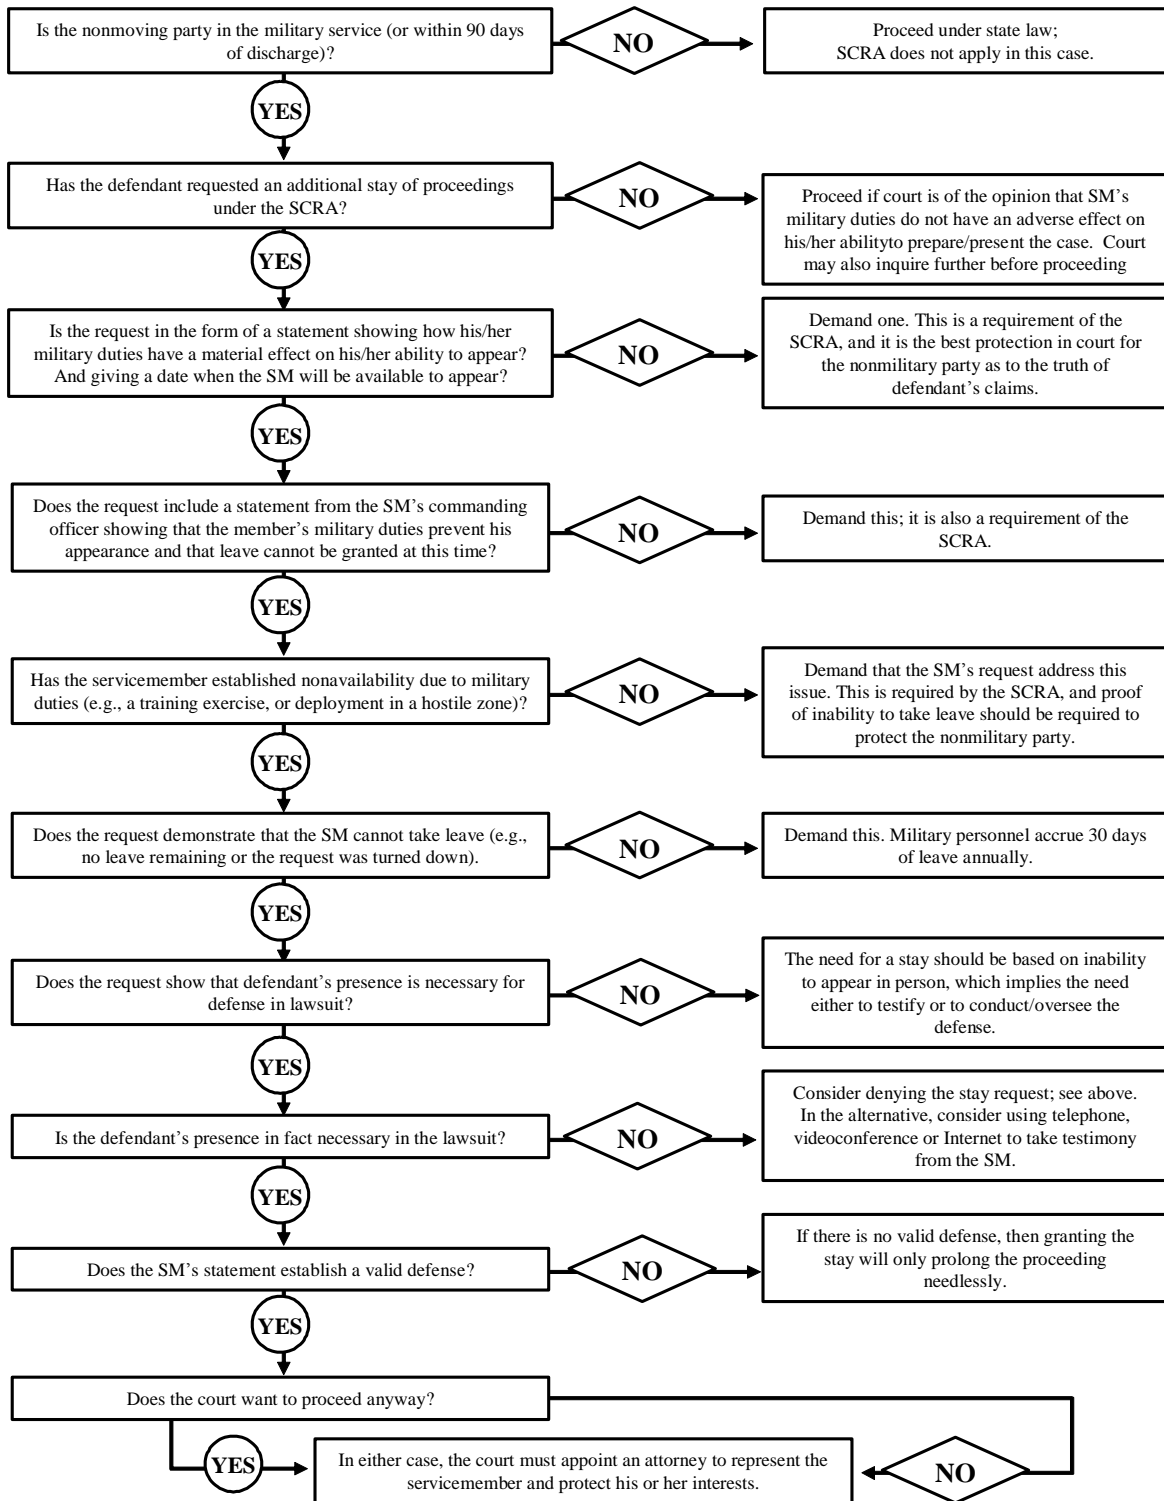 Is the nonmoving party in the military service (or within 90 days
of discharge)?
NO
Proceed under state law;
SCRA does not apply in this case.
YES
Has the defendant requested an additional stay of proceedings
under the SCRA?
NO
Proceed if court is of the opinion that SM’s
military duties do not have an adverse effect on
his/her abilityto prepare/present the case. Court
may also inquire further before proceeding
YES
Is the request in the form of a statement showing how his/her
military duties have a material effect on his/her ability to appear?
And giving a date when the SM will be available to appear?
NO
Demand one. This is a requirement of the
SCRA, and it is the best protection in court for
the nonmilitary party as to the truth of
defendant’s claims.
YES
Does the request include a statement from the SM’s commanding
officer showing that the member’s military duties prevent his
appearance and that leave cannot be granted at this time?
NO
Demand this; it is also a requirement of the
SCRA.
YES
Has the servicemember established nonavailability due to military
duties (e.g., a training exercise, or deployment in a hostile zone)?
NO
Demand that the SM’s request address this
issue. This is required by the SCRA, and proof
of inability to take leave should be required to
protect the nonmilitary party.
YES
Does the request demonstrate that the SM cannot take leave (e.g.,
no leave remaining or the request was turned down).
NO
Demand this. Military personnel accrue 30 days
of leave annually.
YES
Does the request show that defendant’s presence is necessary for
defense in lawsuit?
NO
The need for a stay should be based on inability
to appear in person, which implies the need
either to testify or to conduct/oversee the
defense.
YES
Is the defendant’s presence in fact necessary in the lawsuit?
NO
Consider denying the stay request; see above.
In the alternative, consider using telephone,
videoconference or Internet to take testimony
from the SM.
YES
Does the SM’s statement establish a valid defense?
NO
If there is no valid defense, then granting the
stay will only prolong the proceeding
needlessly.
YES
Does the court want to proceed anyway?
YES
In either case, the court must appoint an attorney to represent the
servicemember and protect his or her interests.
NO